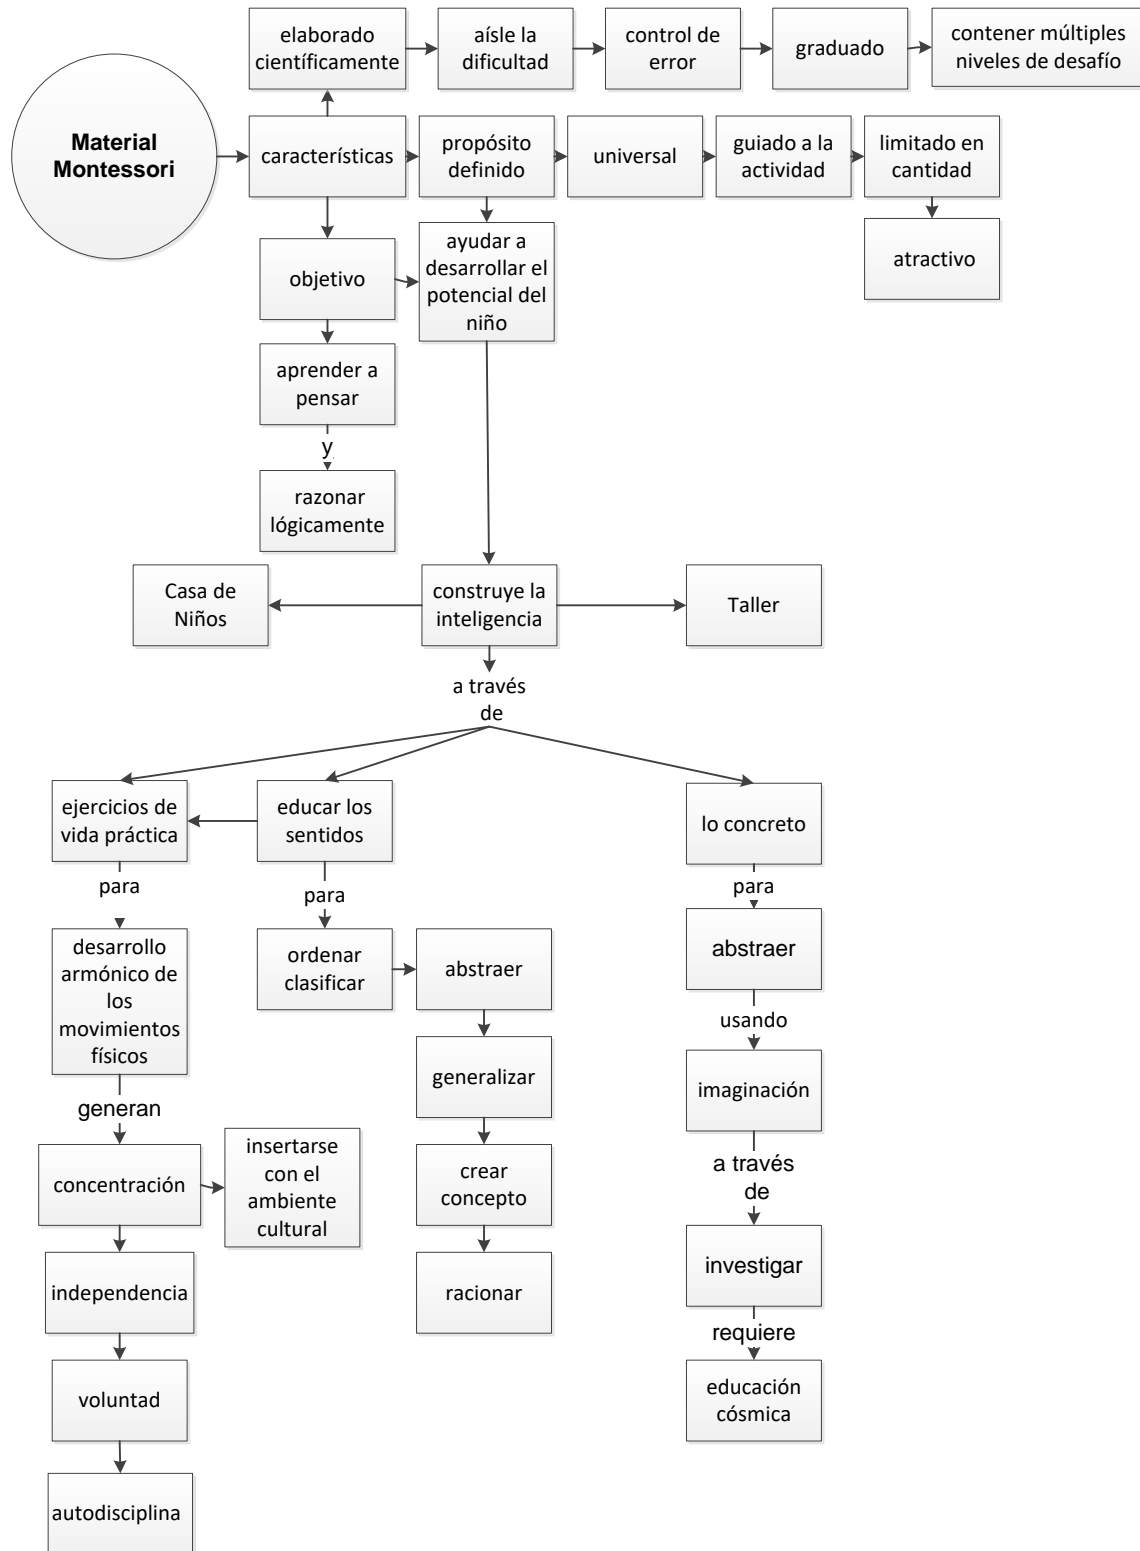 elaborado
científicamente
aísle la
dificultad
control de
error
graduado
contener múltiples
niveles de desafío
Material
Montessori
características
propósito
definido
universal
guiado a la
actividad
limitado en
cantidad
objetivo
ayudar a
desarrollar el
potencial del
niño
atractivo
aprender a
pensar
y
razonar
lógicamente
Casa de
Niños
construye la
inteligencia
Taller
a través
de
ejercicios de
vida práctica
educar los
sentidos
lo concreto
para
para
para
desarrollo
armónico de
los
movimientos
físicos
ordenar
clasificar
abstraer
abstraer
usando
generalizar
imaginación
generan
concentración
insertarse
con el
ambiente
cultural
crear
concepto
a través
de
independencia
racionar
investigar
requiere
voluntad
educación
cósmica
autodisciplina